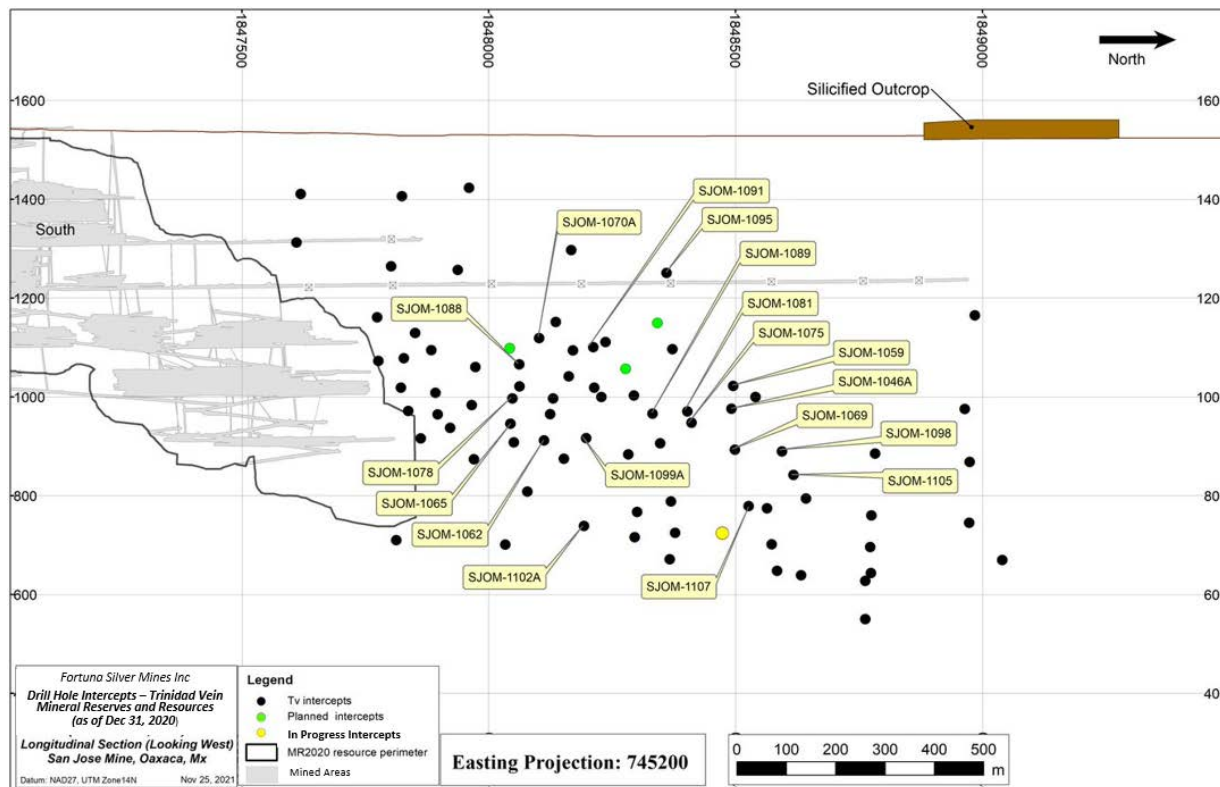 1847500
1848000
1848500
1849000
North
1600
160
Silicified Outcrop
1400
140
South
SJOM-1091
SJOM-1070A
SJOM-1095
SJOM-1089
1200
120
SJOM-1088
SJOM-1081
SJOM-1075
SJOM-1059
SJOM-1046A
1000
100
SJOM-1069
SJOM-1098
SJOM-1078
SJOM-1099A
SJOM-1105
SJOM-1065
800
80
SJOM-1062
SJOM-1102A
SJOM-1107
600
60
400
40
Fortuna Silver Mines Inc
Drill Hole Intercepts – Trinidad Vein
Mineral Reserves and Resources
(as of Dec 31, 2020)
Longitudinal Section (Looking West)
San Jose Mine, Oaxaca, Mx
Datum: NAD27, UTM Zone14N Nov 25, 2021
Legend
Tv intercepts
Planned intercepts
In Progress Intercepts
MR2020 resource perimeter
Mined Areas
Easting Projection: 745200
0 100 200 300 400 500
m